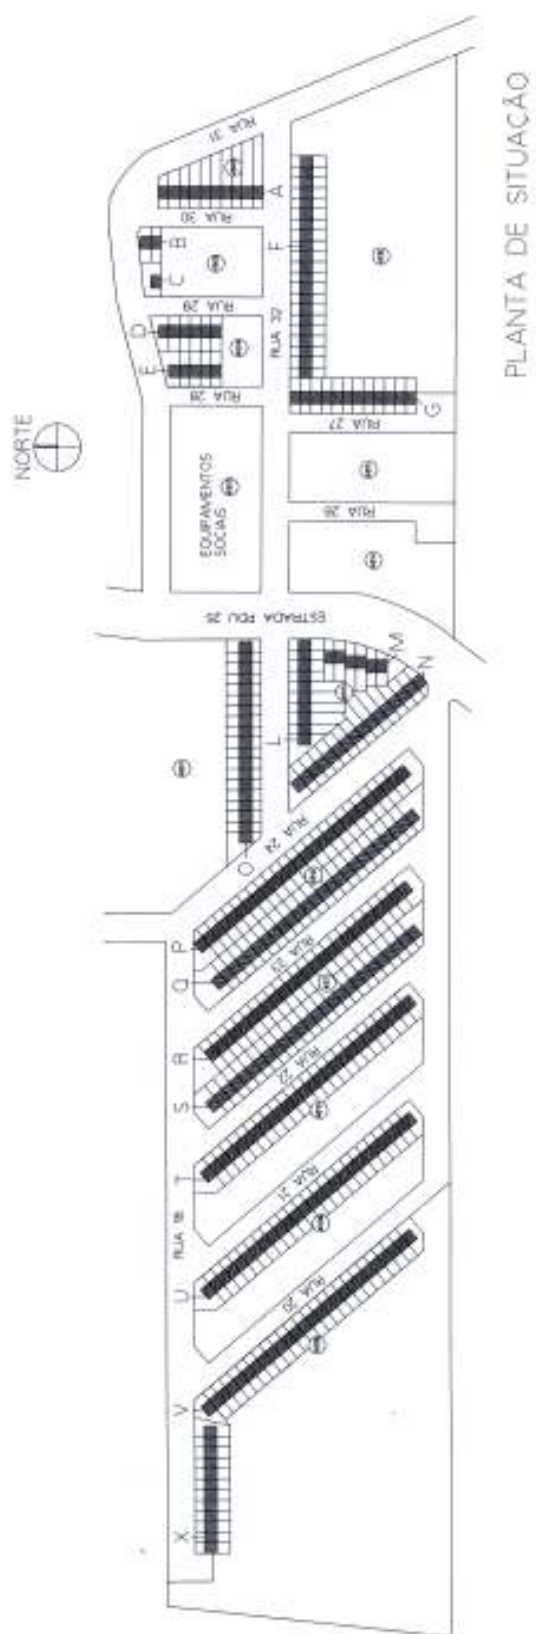 PLANTA DE SITUAÇÃO
NORTE
RUA 31
RUA 30
A
B
C
RUA 29
D
E
RUA 28
RUA 32
F
G
RUA 27
RUA 26
EQUIPAMENTOS
SOCIAIS
ESTRADA PDU 25
L
M
N
O
RUA 24
P
Q
RUA 23
R
S
RUA 22
T
RUA 18
RUA 21
U
RUA 20
V
X